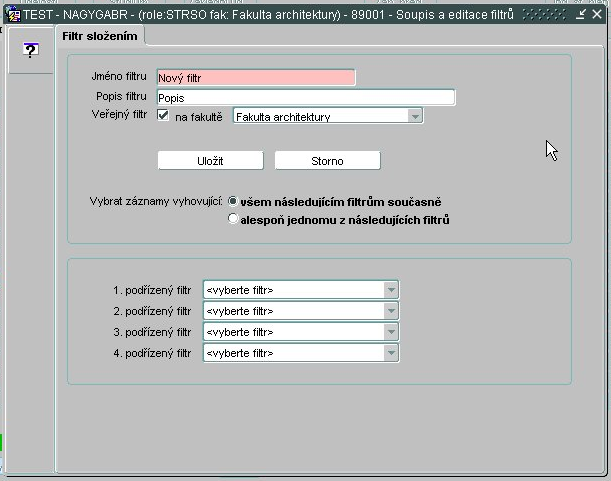 TEST - NAGYGABR - (role:STRSO fak: Fakulta architektury) - 89001 - Soupis a editace filtrů
Filtr složením
?
Jméno filtru Nový filtr
Popis filtru Popis
Veřejný filtr na fakultě Fakulta architektury
Uložit Storno
Vybrat záznamy vyhovující: všem následujícím filtrům současně
alespoň jednomu z následujících filtrů
1. podřízený filtr <vyberte filtr>
2. podřízený filtr <vyberte filtr>
3. podřízený filtr <vyberte filtr>
4. podřízený filtr <vyberte filtr>